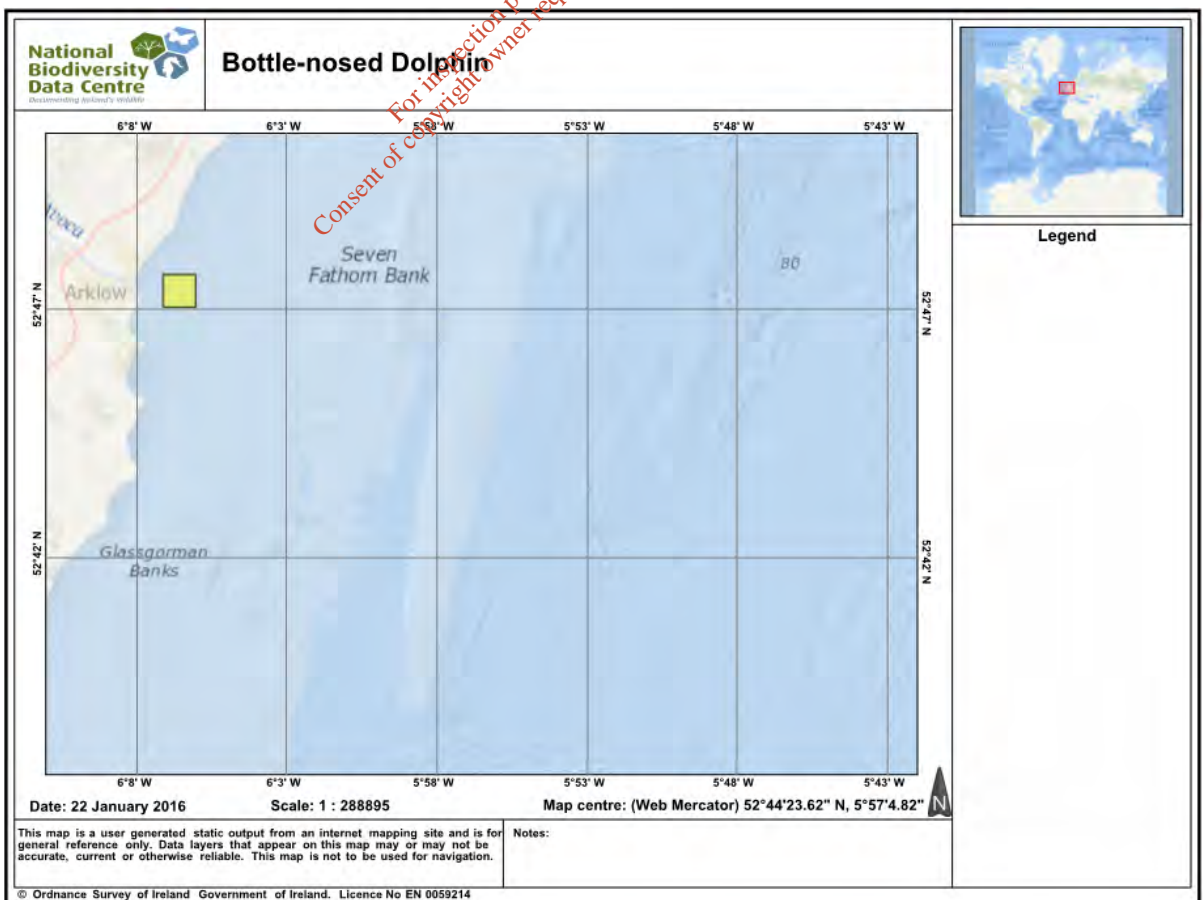 National
Biodiversity
Data Centre
Documenting Ireland's Wildlife
Bottle-nosed Dolphin
For inspection
Consent of copyright owner
6°8' W 6°3' W 5°58' W 5°53' W 5°48' W 5°43' W
Avoca
Seven
Fathom Bank
80
Arklow
52°47' N
52°47' N
52°42' N
52°42' N
Glassgorman
Banks
6°8' W 6°3' W 5°58' W 5°53' W 5°48' W 5°43' W
Legend
Date: 22 January 2016 Scale: 1 : 288895 Map centre: (Web Mercator) 52°44'23.62" N, 5°57'4.82"
N
This map is a user generated static output from an internet mapping site and is for
general reference only. Data layers that appear on this map may or may not be
accurate, current or otherwise reliable. This map is not to be used for navigation.
Notes:
© Ordnance Survey of Ireland Government of Ireland. Licence No EN 0059214